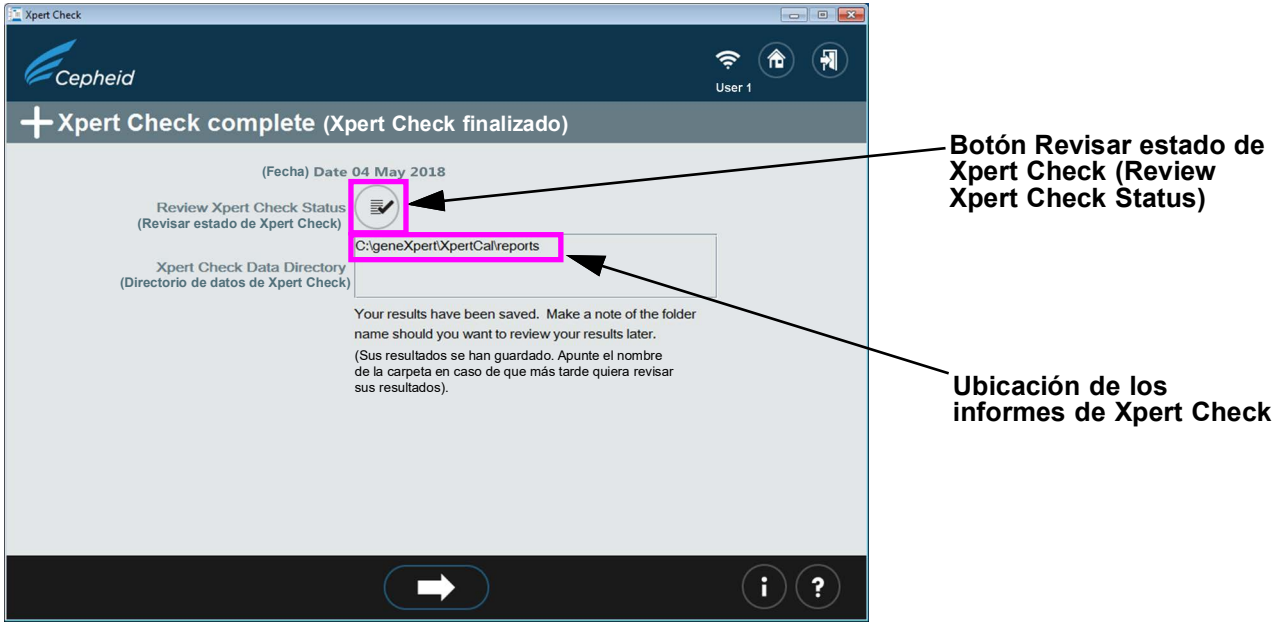 Xpert Check
Cepheid
User 1
Xpert Check complete (Xpert Check finalizado)
(Fecha) Date 04 May 2018
Review Xpert Check Status
(Revisar estado de Xpert Check)
C:\geneXpert\XpertCal\reports
Xpert Check Data Directory
(Directorio de datos de Xpert Check)
Your results have been saved. Make a note of the folder
name should you want to review your results later.
(Sus resultados se han guardado. Apunte el nombre
de la carpeta en caso de que más tarde quiera revisar
sus resultados).
i
?
Botón Revisar estado de
Xpert Check (Review
Xpert Check Status)
Ubicación de los
informes de Xpert Check